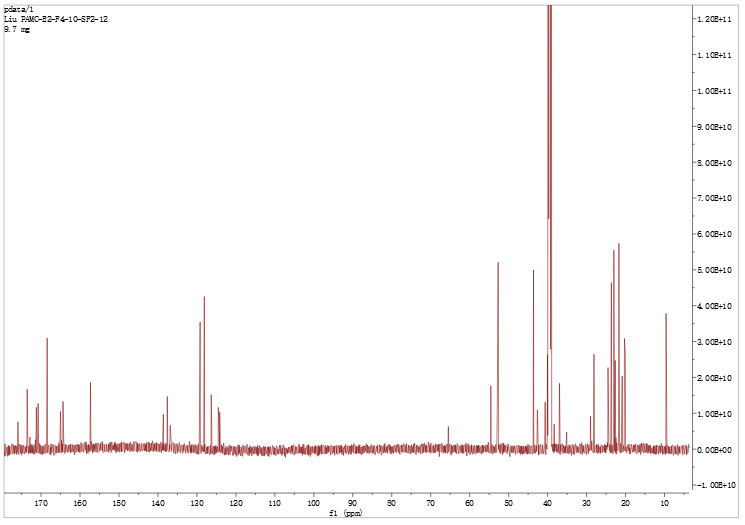 pdata/1
Liu PAMC-E2-F4-10-SF2-12
9.7 mg
1.20E+11
1.10E+11
1.00E+11
9.00E+10
8.00E+10
7.00E+10
6.00E+10
5.00E+10
4.00E+10
3.00E+10
2.00E+10
1.00E+10
0.00E+00
-1.00E+10
170 160 150 140 130 120 110 100 90 80 70 60 50 40 30 20 10
f1 (ppm)